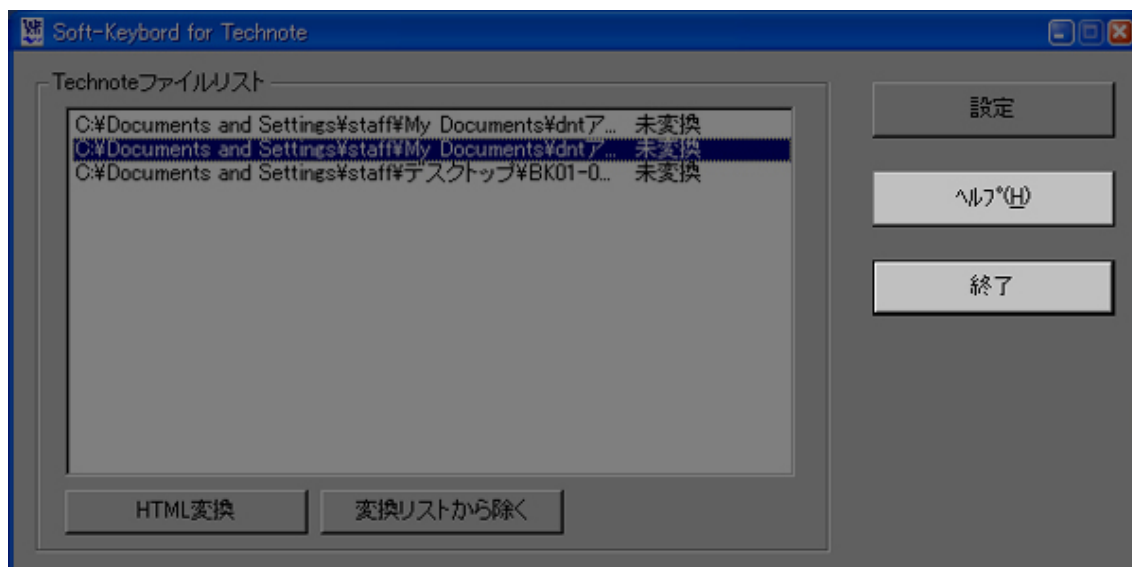 Soft-Keybord for Technote
Technoteファイルリスト
C:¥Documents and Settings¥staff¥My Documents¥dntア... 未変換
C:¥Documents and Settings¥staff¥My Documents¥dntア... 未変換
C:¥Documents and Settings¥staff¥デスクトップ¥BK01-0... 未変換
設定
ヘルプ(H)
終了
HTML変換
変換リストから除く